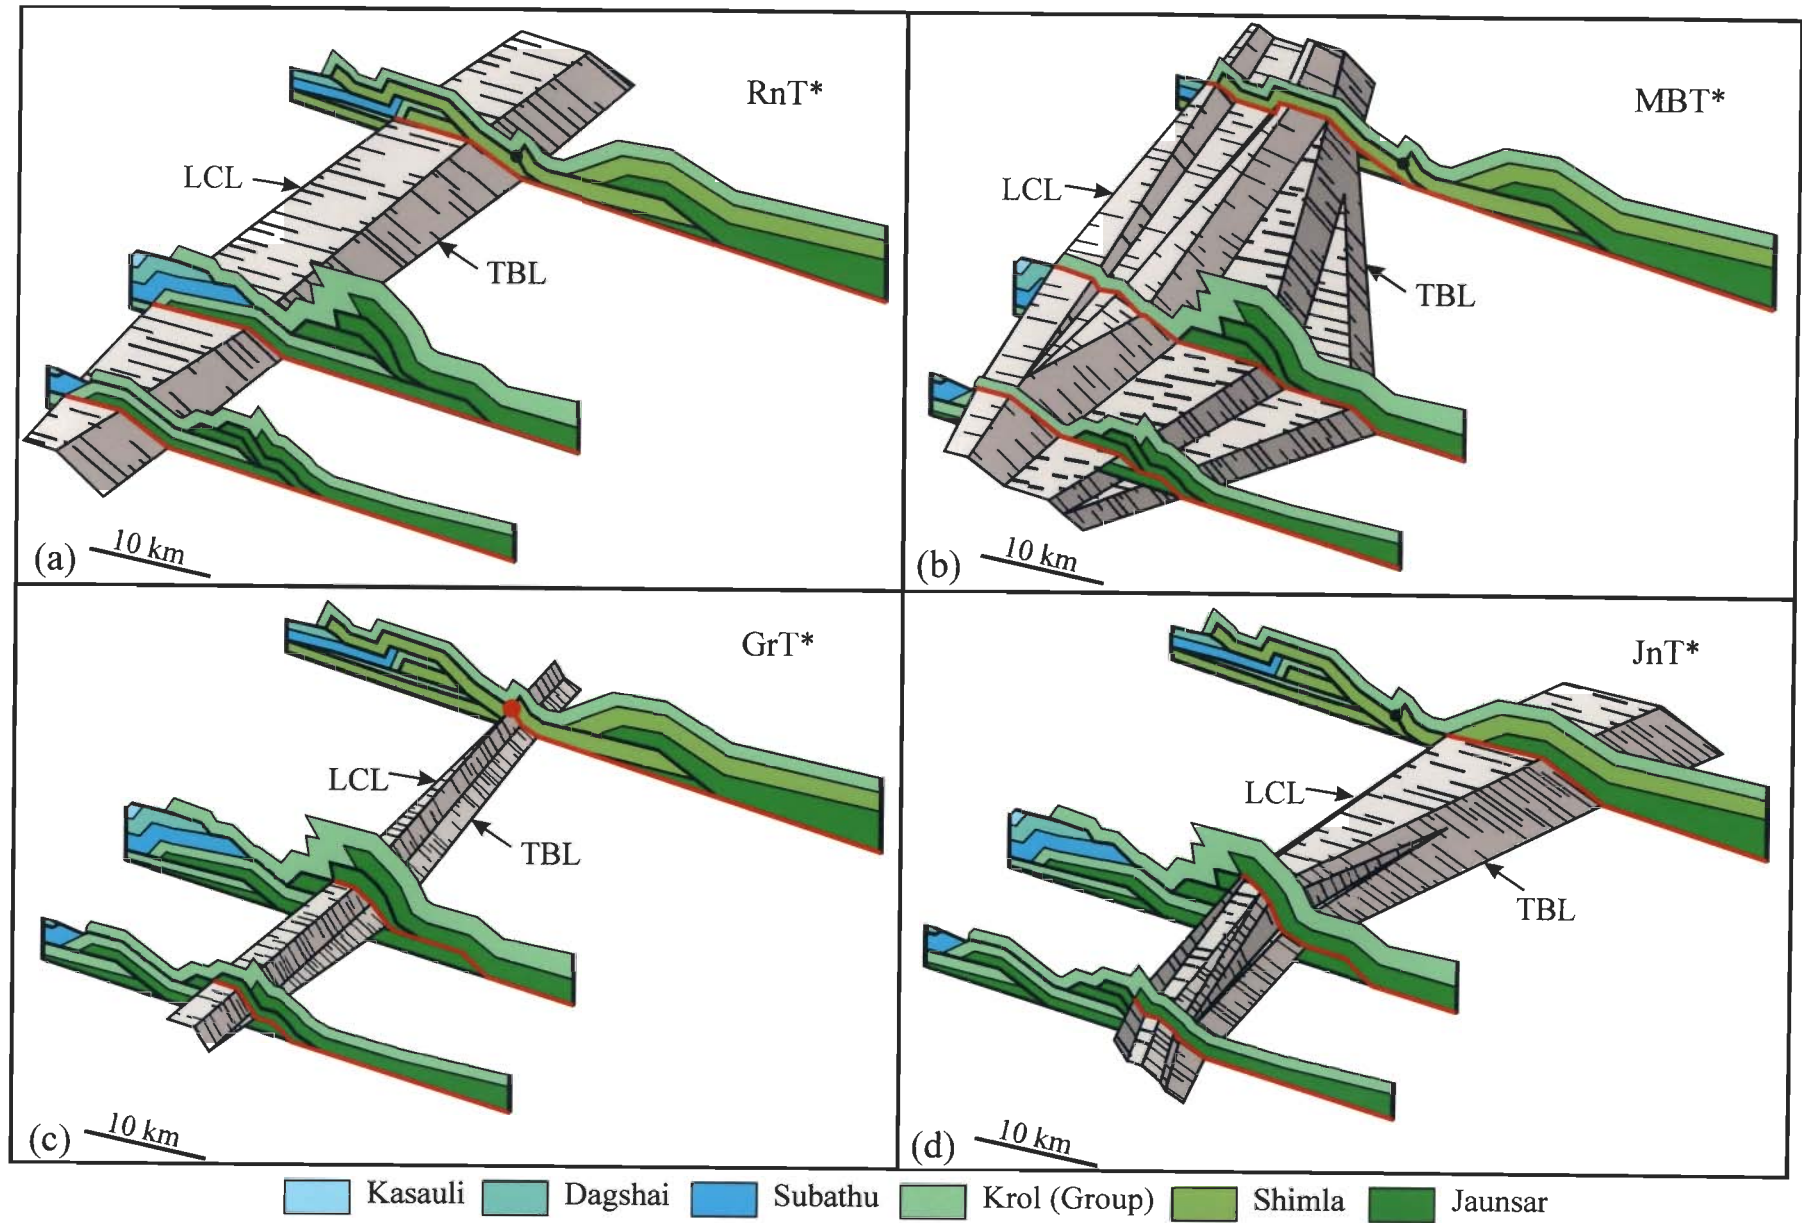 RnT*
LCL
TBL
(a)
10 km
MBT*
LCL
TBL
(b)
10 km
GrT*
LCL
TBL
(c)
10 km
JnT*
LCL
TBL
(d)
10 km
Kasauli Dagshai Subathu Krol (Group) Shimla Jaunsar